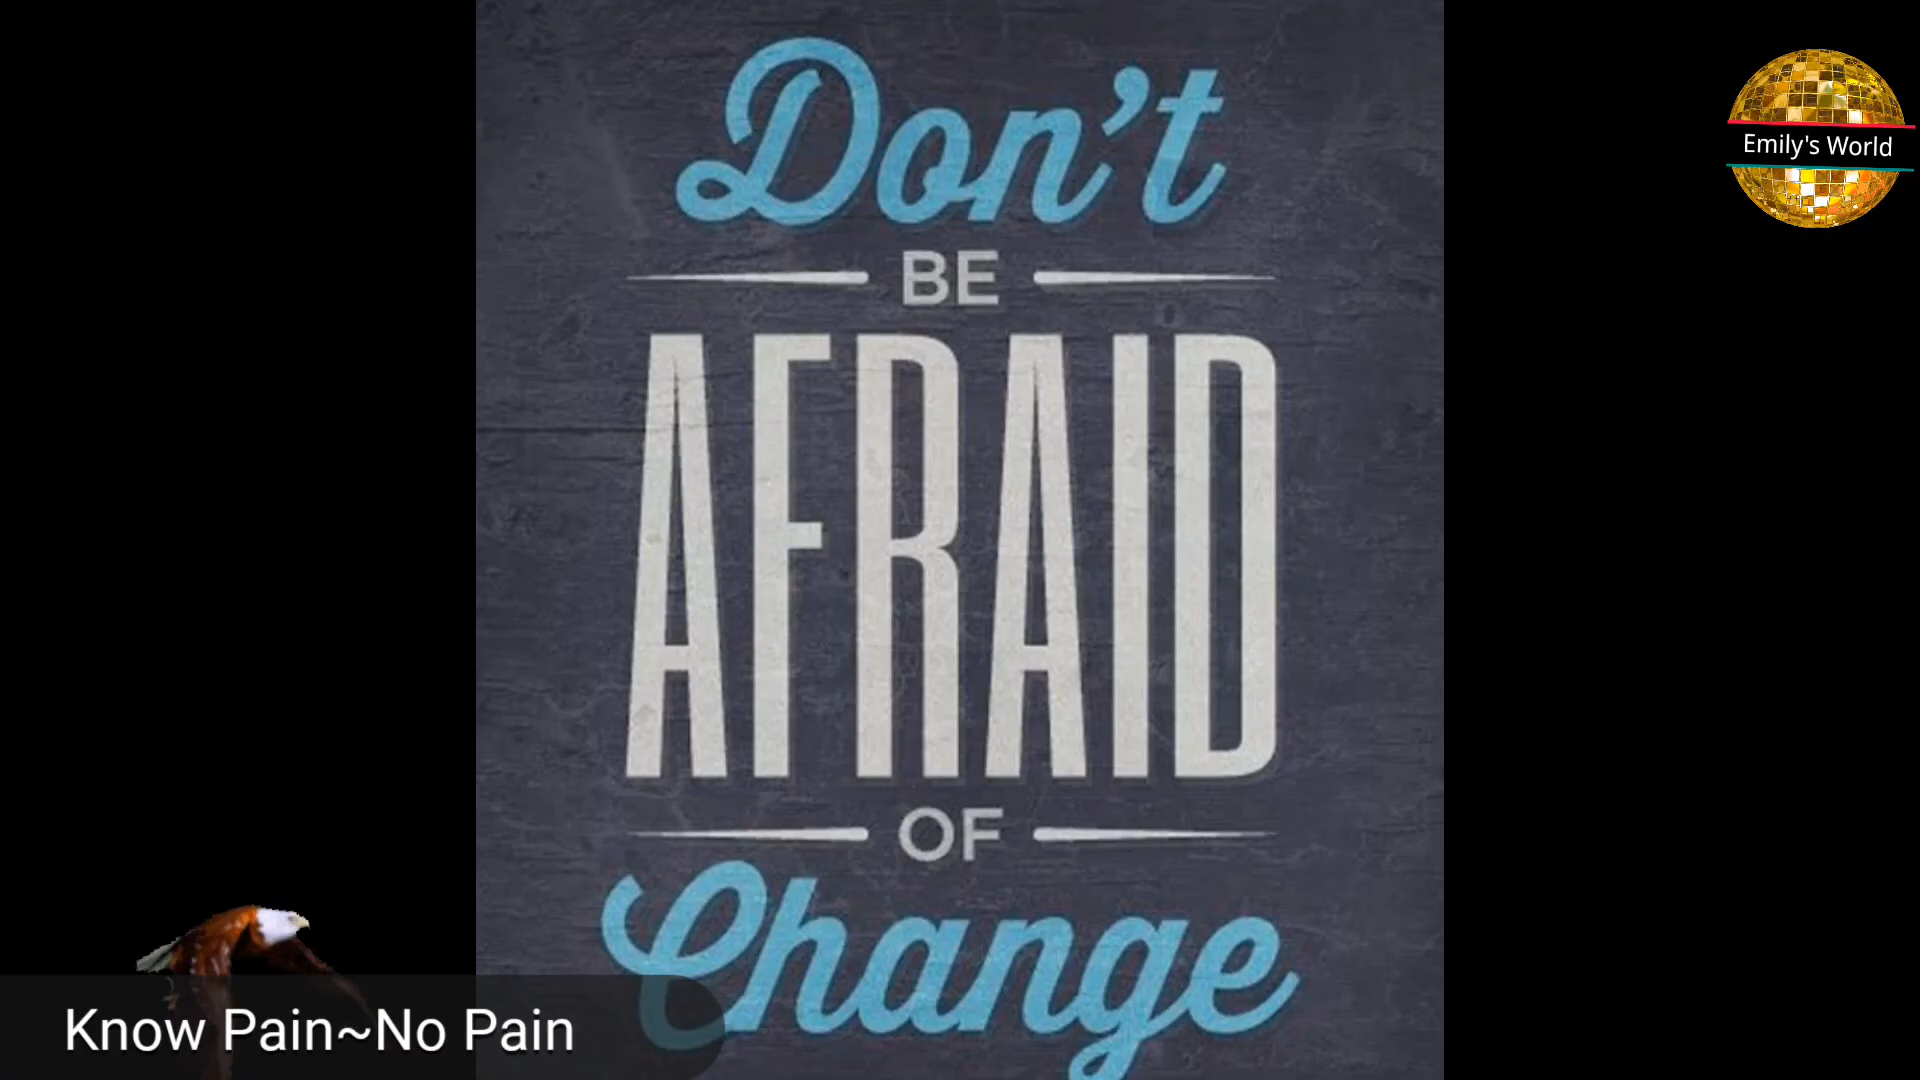 Don't
BE
AFRAID
OF
Change
Emily's World
Know Pain~No Pain